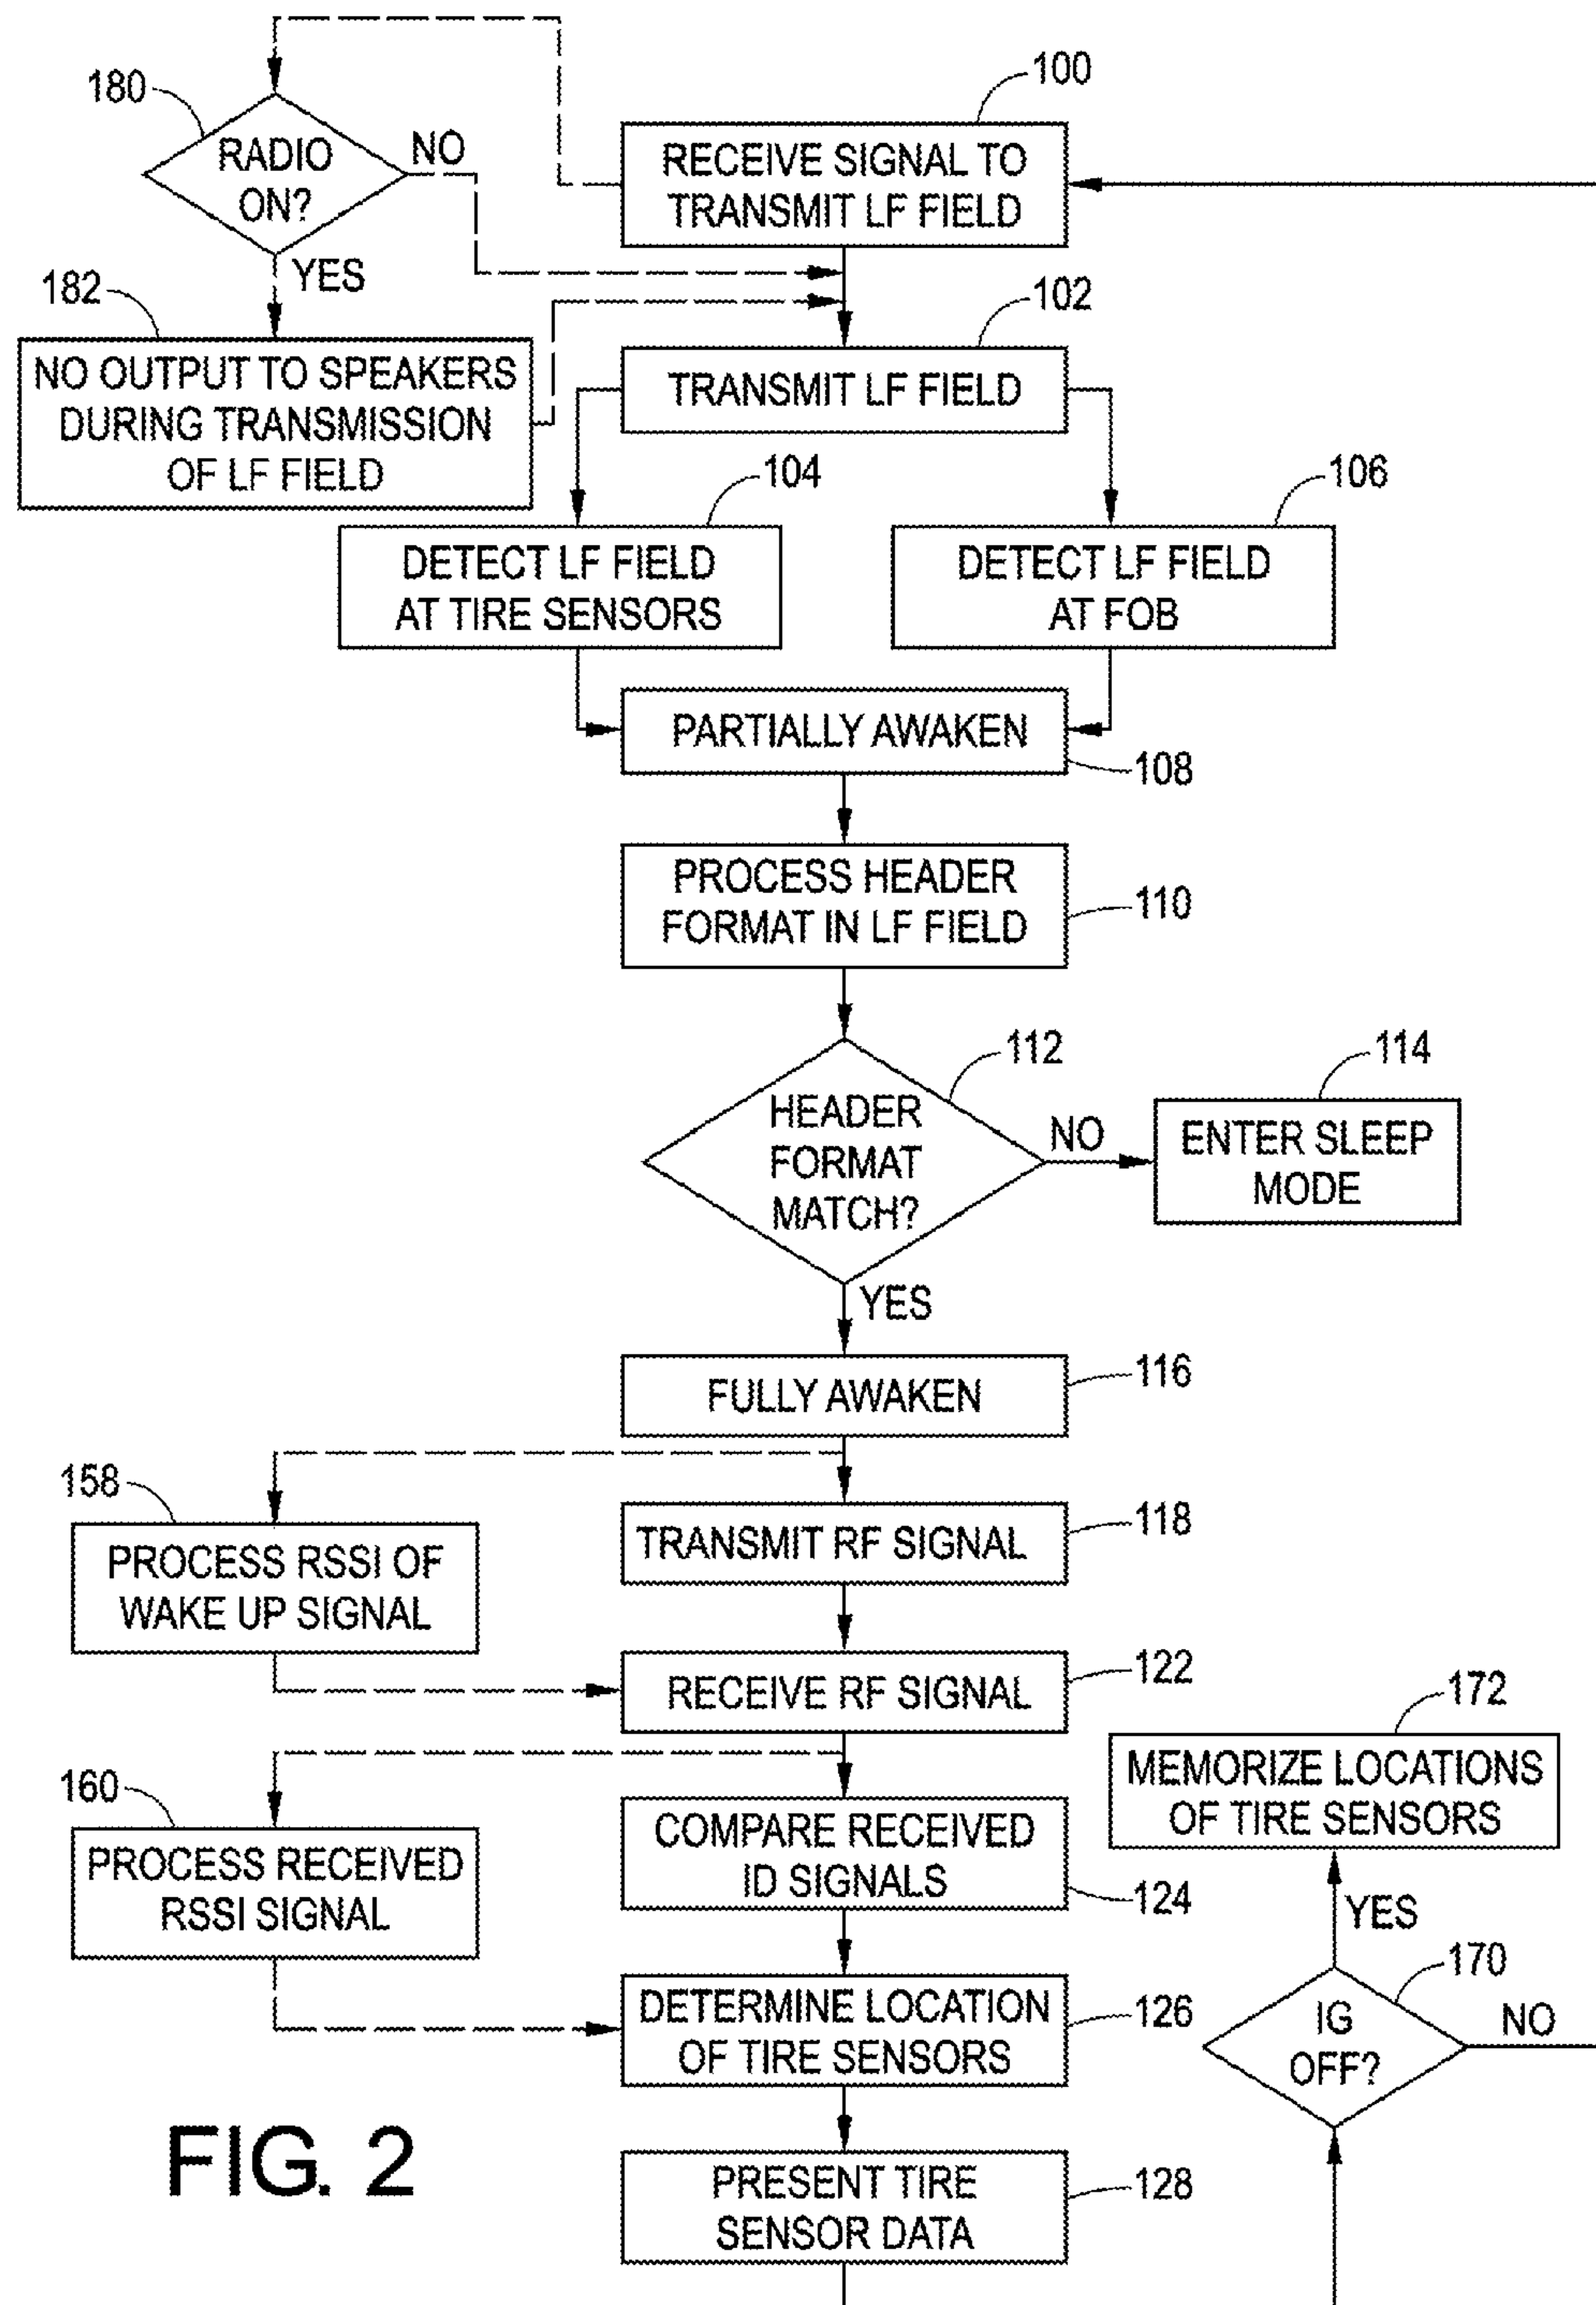 100
180
RADIO
ON?
NO
RECEIVE SIGNAL TO
TRANSMIT LF FIELD
YES
182
NO OUTPUT TO SPEAKERS
DURING TRANSMISSION
OF LF FIELD
102
TRANSMIT LF FIELD
104
106
DETECT LF FIELD
AT TIRE SENSORS
DETECT LF FIELD
AT FOB
PARTIALLY AWAKEN
108
PROCESS HEADER
FORMAT IN LF FIELD
110
112
HEADER
FORMAT
MATCH?
NO
114
ENTER SLEEP
MODE
YES
FULLY AWAKEN
116
158
PROCESS RSSI OF
WAKE UP SIGNAL
TRANSMIT RF SIGNAL
118
RECEIVE RF SIGNAL
122
172
MEMORIZE LOCATIONS
OF TIRE SENSORS
160
PROCESS RECEIVED
RSSI SIGNAL
COMPARE RECEIVED
ID SIGNALS
124
YES
170
IG
OFF?
NO
DETERMINE LOCATION
OF TIRE SENSORS
126
PRESENT TIRE
SENSOR DATA
128
FIG. 2